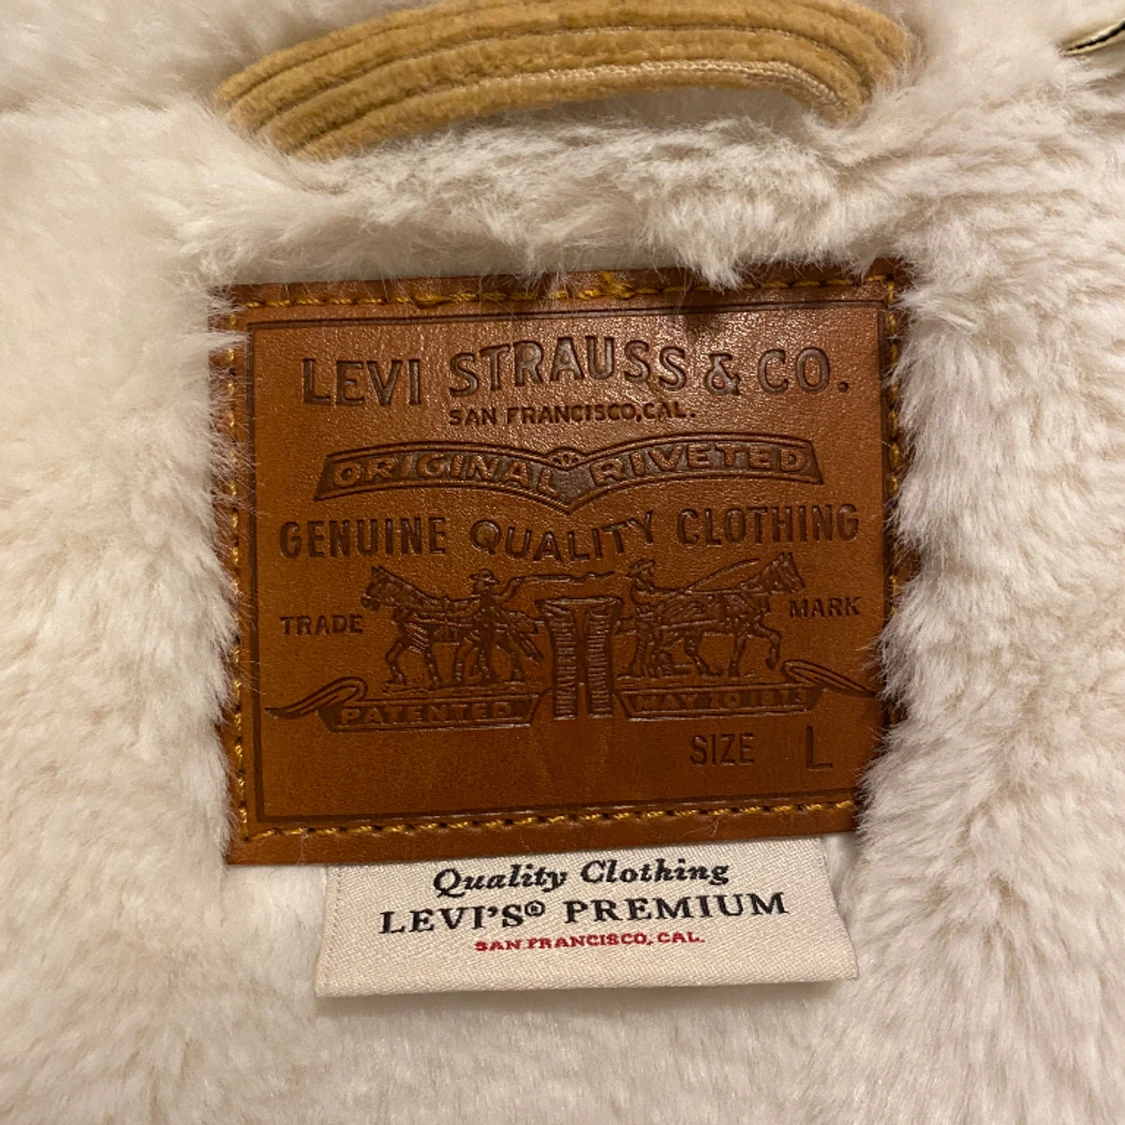 LEVI STRAUSS & CO.
SAN FRANCISCO, CAL.
ORIGINAL RIVETED
GENUINE QUALITY CLOTHING
TRADE MARK
PATENTED MAY 20 1873
SIZE L
Quality Clothing
LEVI'S® PREMIUM
SAN FRANCISCO, CAL.